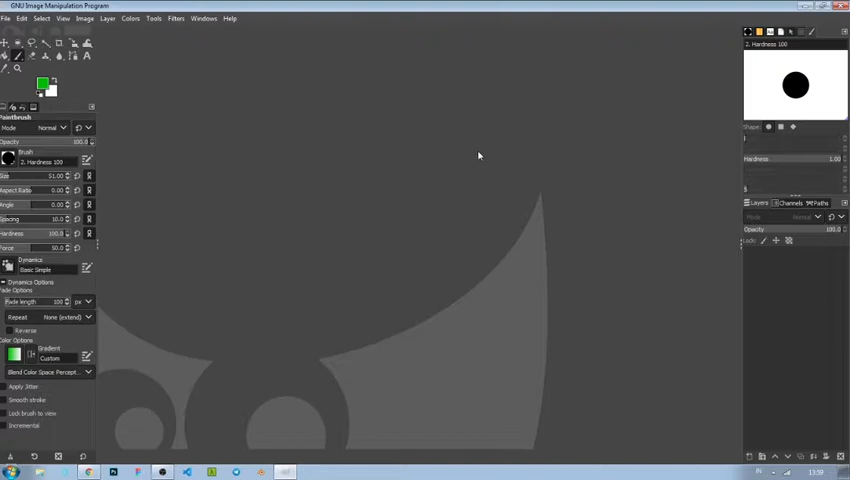 GNU Image Manipulation Program
File Edit Select View Image Layer Colors Tools Filters Windows Help
2. Hardness 100
Paintbrush
Mode Normal
Opacity 100.0
Brush
2. Hardness 100
Size 51.00
Aspect Ratio 0.00
Angle 0.00
Spacing 10.0
Hardness 100.0
Force 50.0
Dynamics
Basic Simple
Dynamics Options
Fade Options
Fade length 100 px
Repeat None (extend)
Reverse
Color Options
Gradient
Custom
Blend Color Space Percept...
Apply Jitter
Smooth stroke
Lock brush to view
Incremental
Shape:
Hardness 1.00
Layers Channels Paths
Mode Normal
Opacity 100.0
Lock:
IN 13:59